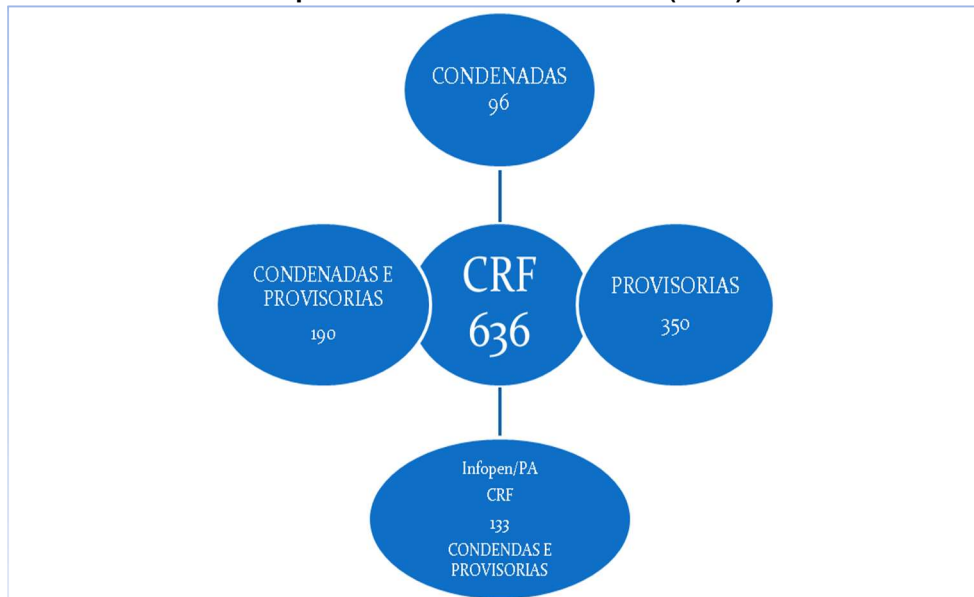 CONDENADAS
96
CONDENADAS E
PROVISORIAS
190
CRF
636
PROVISORIAS
350
Infopen/PA
CRF
133
CONDENDAS E
PROVISORIAS